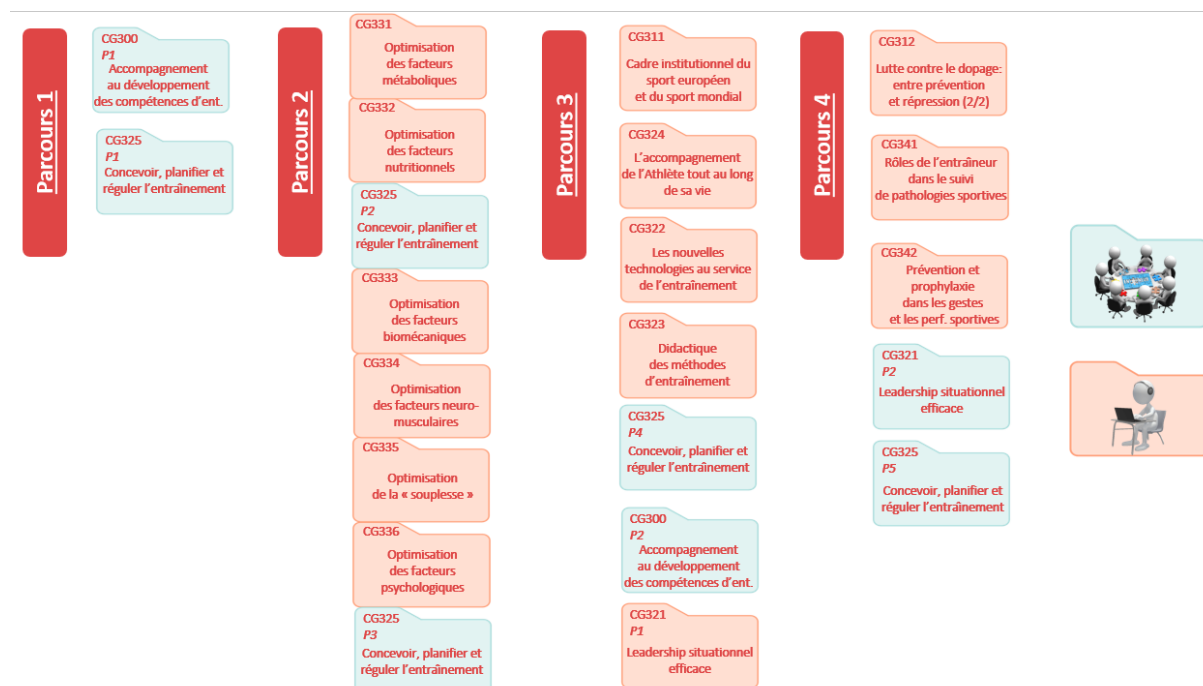 Parcours 1
CG300
P1
Accompagnement
au développement
des compétences d'ent.
CG325
P1
Concevoir, planifier et
réguler l'entraînement
Parcours 2
CG331
Optimisation
des facteurs
métaboliques
CG332
Optimisation
des facteurs
nutritionnels
CG325
P2
Concevoir, planifier et
réguler l'entraînement
CG333
Optimisation
des facteurs
biomécaniques
CG334
Optimisation
des facteurs neuro-
musculaires
CG335
Optimisation
de la « souplesse »
CG336
Optimisation
des facteurs
psychologiques
CG325
P3
Concevoir, planifier et
réguler l'entraînement
Parcours 3
CG311
Cadre institutionnel du
sport européen
et du sport mondial
CG324
L'accompagnement
de l'Athlète tout au long
de sa vie
CG322
Les nouvelles
technologies au service
de l'entraînement
CG323
Didactique
des méthodes
d'entraînement
CG325
P4
Concevoir, planifier et
réguler l'entraînement
CG300
P2
Accompagnement
au développement
des compétences d'ent.
CG321
P1
Leadership situationnel
efficace
Parcours 4
CG312
Lutte contre le dopage:
entre prévention
et répression (2/2)
CG341
Rôles de l'entraîneur
dans le suivi
de pathologies sportives
CG342
Prévention et
prophylaxie
dans les gestes
et les perf. sportives
CG321
P2
Leadership situationnel
efficace
CG325
P5
Concevoir, planifier et
réguler l'entraînement